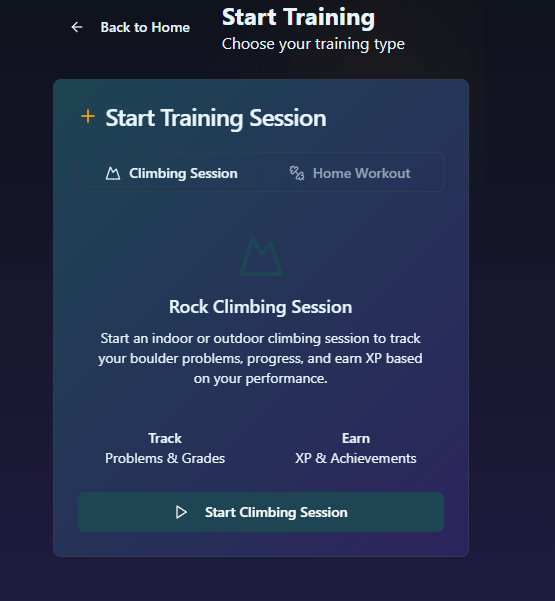 Back to Home
Start Training
Choose your training type
Start Training Session
Climbing Session
Home Workout
Rock Climbing Session
Start an indoor or outdoor climbing session to track
your boulder problems, progress, and earn XP based
on your performance.
Track
Problems & Grades
Earn
XP & Achievements
Start Climbing Session